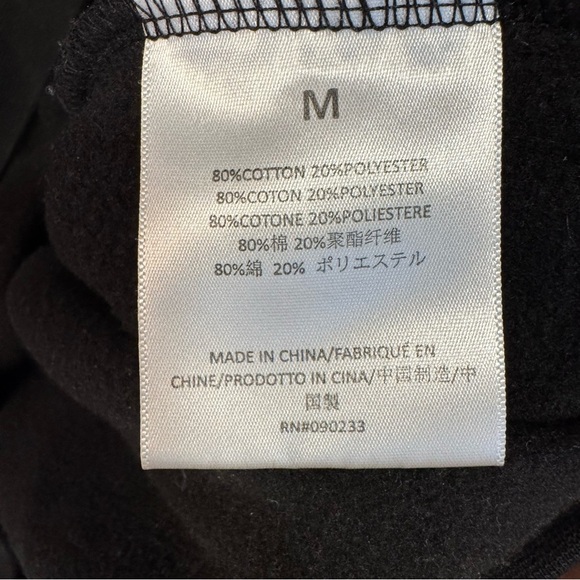 M
80%COTTON 20%POLYESTER
80%COTON 20%POLYESTER
80%COTONE 20%POLIESTERE
80%棉 20%聚酯纤维
80%綿 20% ポリエステル
MADE IN CHINA/FABRIQUÉ EN
CHINE/PRODOTTO IN CINA/中国制造/中
国製
RN#090233